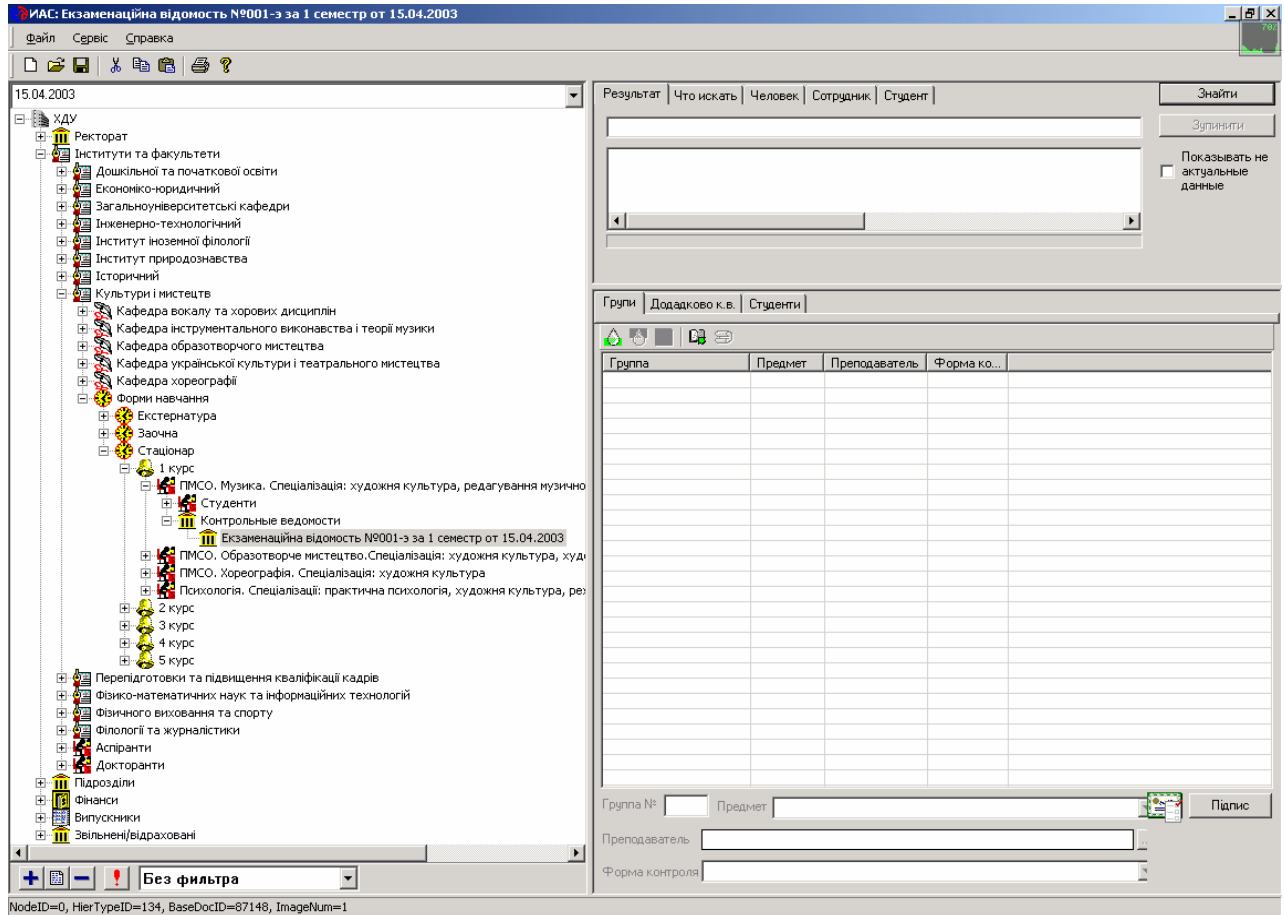 ИАС: Екзаменаційна відомость №001-э за 1 семестр от 15.04.2003
70%
Файл Сервіс Справка
15.04.2003
ХДУ
Ректорат
Інститути та факультети
Дошкільної та початкової освіти
Економіко-юридичний
Загальноуніверситетські кафедри
Інженерно-технологічний
Інститут іноземної філології
Інститут природознавства
Історичний
Культури і мистецтв
Кафедра вокалу та хорових дисциплін
Кафедра інструментального виконавства і теорії музики
Кафедра образотворчого мистецтва
Кафедра української культури і театрального мистецтва
Кафедра хореографії
Форми навчання
Екстернатура
Заочна
Стаціонар
1 курс
ПМСО. Музика. Спеціалізація: художня культура, редагування музично
Студенти
Контрольные ведомости
Екзаменаційна відомость №001-э за 1 семестр от 15.04.2003
ПМСО. Образотворче мистецтво.Спеціалізація: художня культура, худо
ПМСО. Хореографія. Спеціалізація: художня культура
Психологія. Спеціалізації: практична психологія, художня культура, реж
2 курс
3 курс
4 курс
5 курс
Перепідготовки та підвищення кваліфікації кадрів
Фізико-математичних наук та інформаційних технологій
Фізичного виховання та спорту
Філології та журналістики
Аспіранти
Докторанти
Підрозділи
Фінанси
Випускники
Звільнені/відраховані
Без фильтра
Результат Что искать Человек Сотрудник Студент
Знайти
Зупинити
Показывать не
актуальные
данные
Групи Додадково к.в. Студенти
Группа Предмет Преподаватель Форма ко...
Группа № Предмет Підпис
Преподаватель ...
Форма контроля
NodeID=0, HierTypeID=134, BaseDocID=87148, ImageNum=1